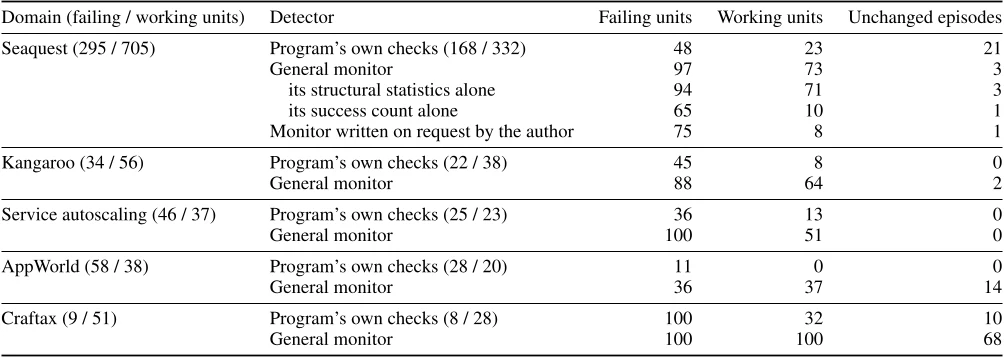 Domain (failing / working units) Detector Failing units Working units Unchanged episodes
Seaquest (295 / 705) Program's own checks (168 / 332) 48 23 21
General monitor 97 73 3
its structural statistics alone 94 71 3
its success count alone 65 10 1
Monitor written on request by the author 75 8 1
Kangaroo (34 / 56) Program's own checks (22 / 38) 45 8 0
General monitor 88 64 2
Service autoscaling (46 / 37) Program's own checks (25 / 23) 36 13 0
General monitor 100 51 0
AppWorld (58 / 38) Program's own checks (28 / 20) 11 0 0
General monitor 36 37 14
Craftax (9 / 51) Program's own checks (8 / 28) 100 32 10
General monitor 100 100 68